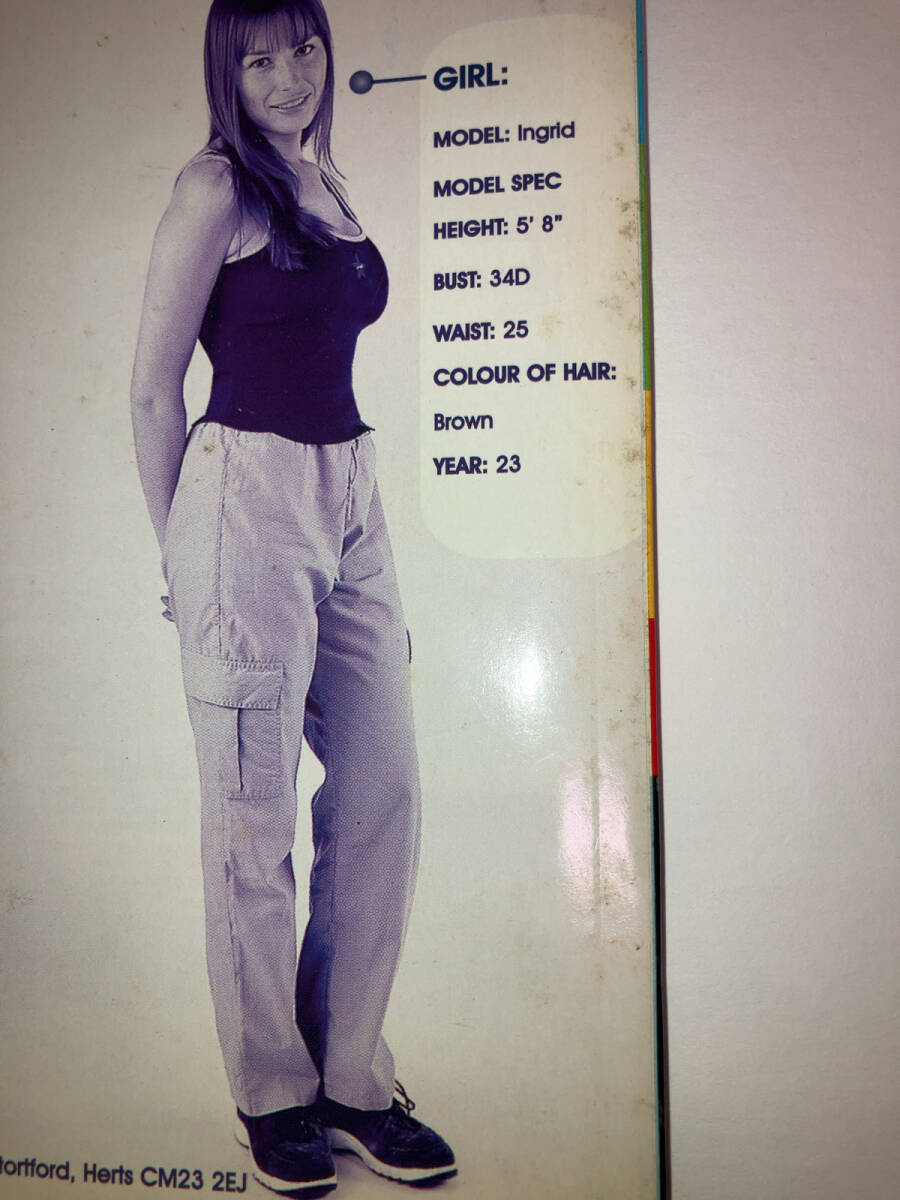 GIRL:
MODEL: Ingrid
MODEL SPEC
HEIGHT: 5' 8"
BUST: 34D
WAIST: 25
COLOUR OF HAIR:
Brown
YEAR: 23
tortford, Herts CM23 2EJ